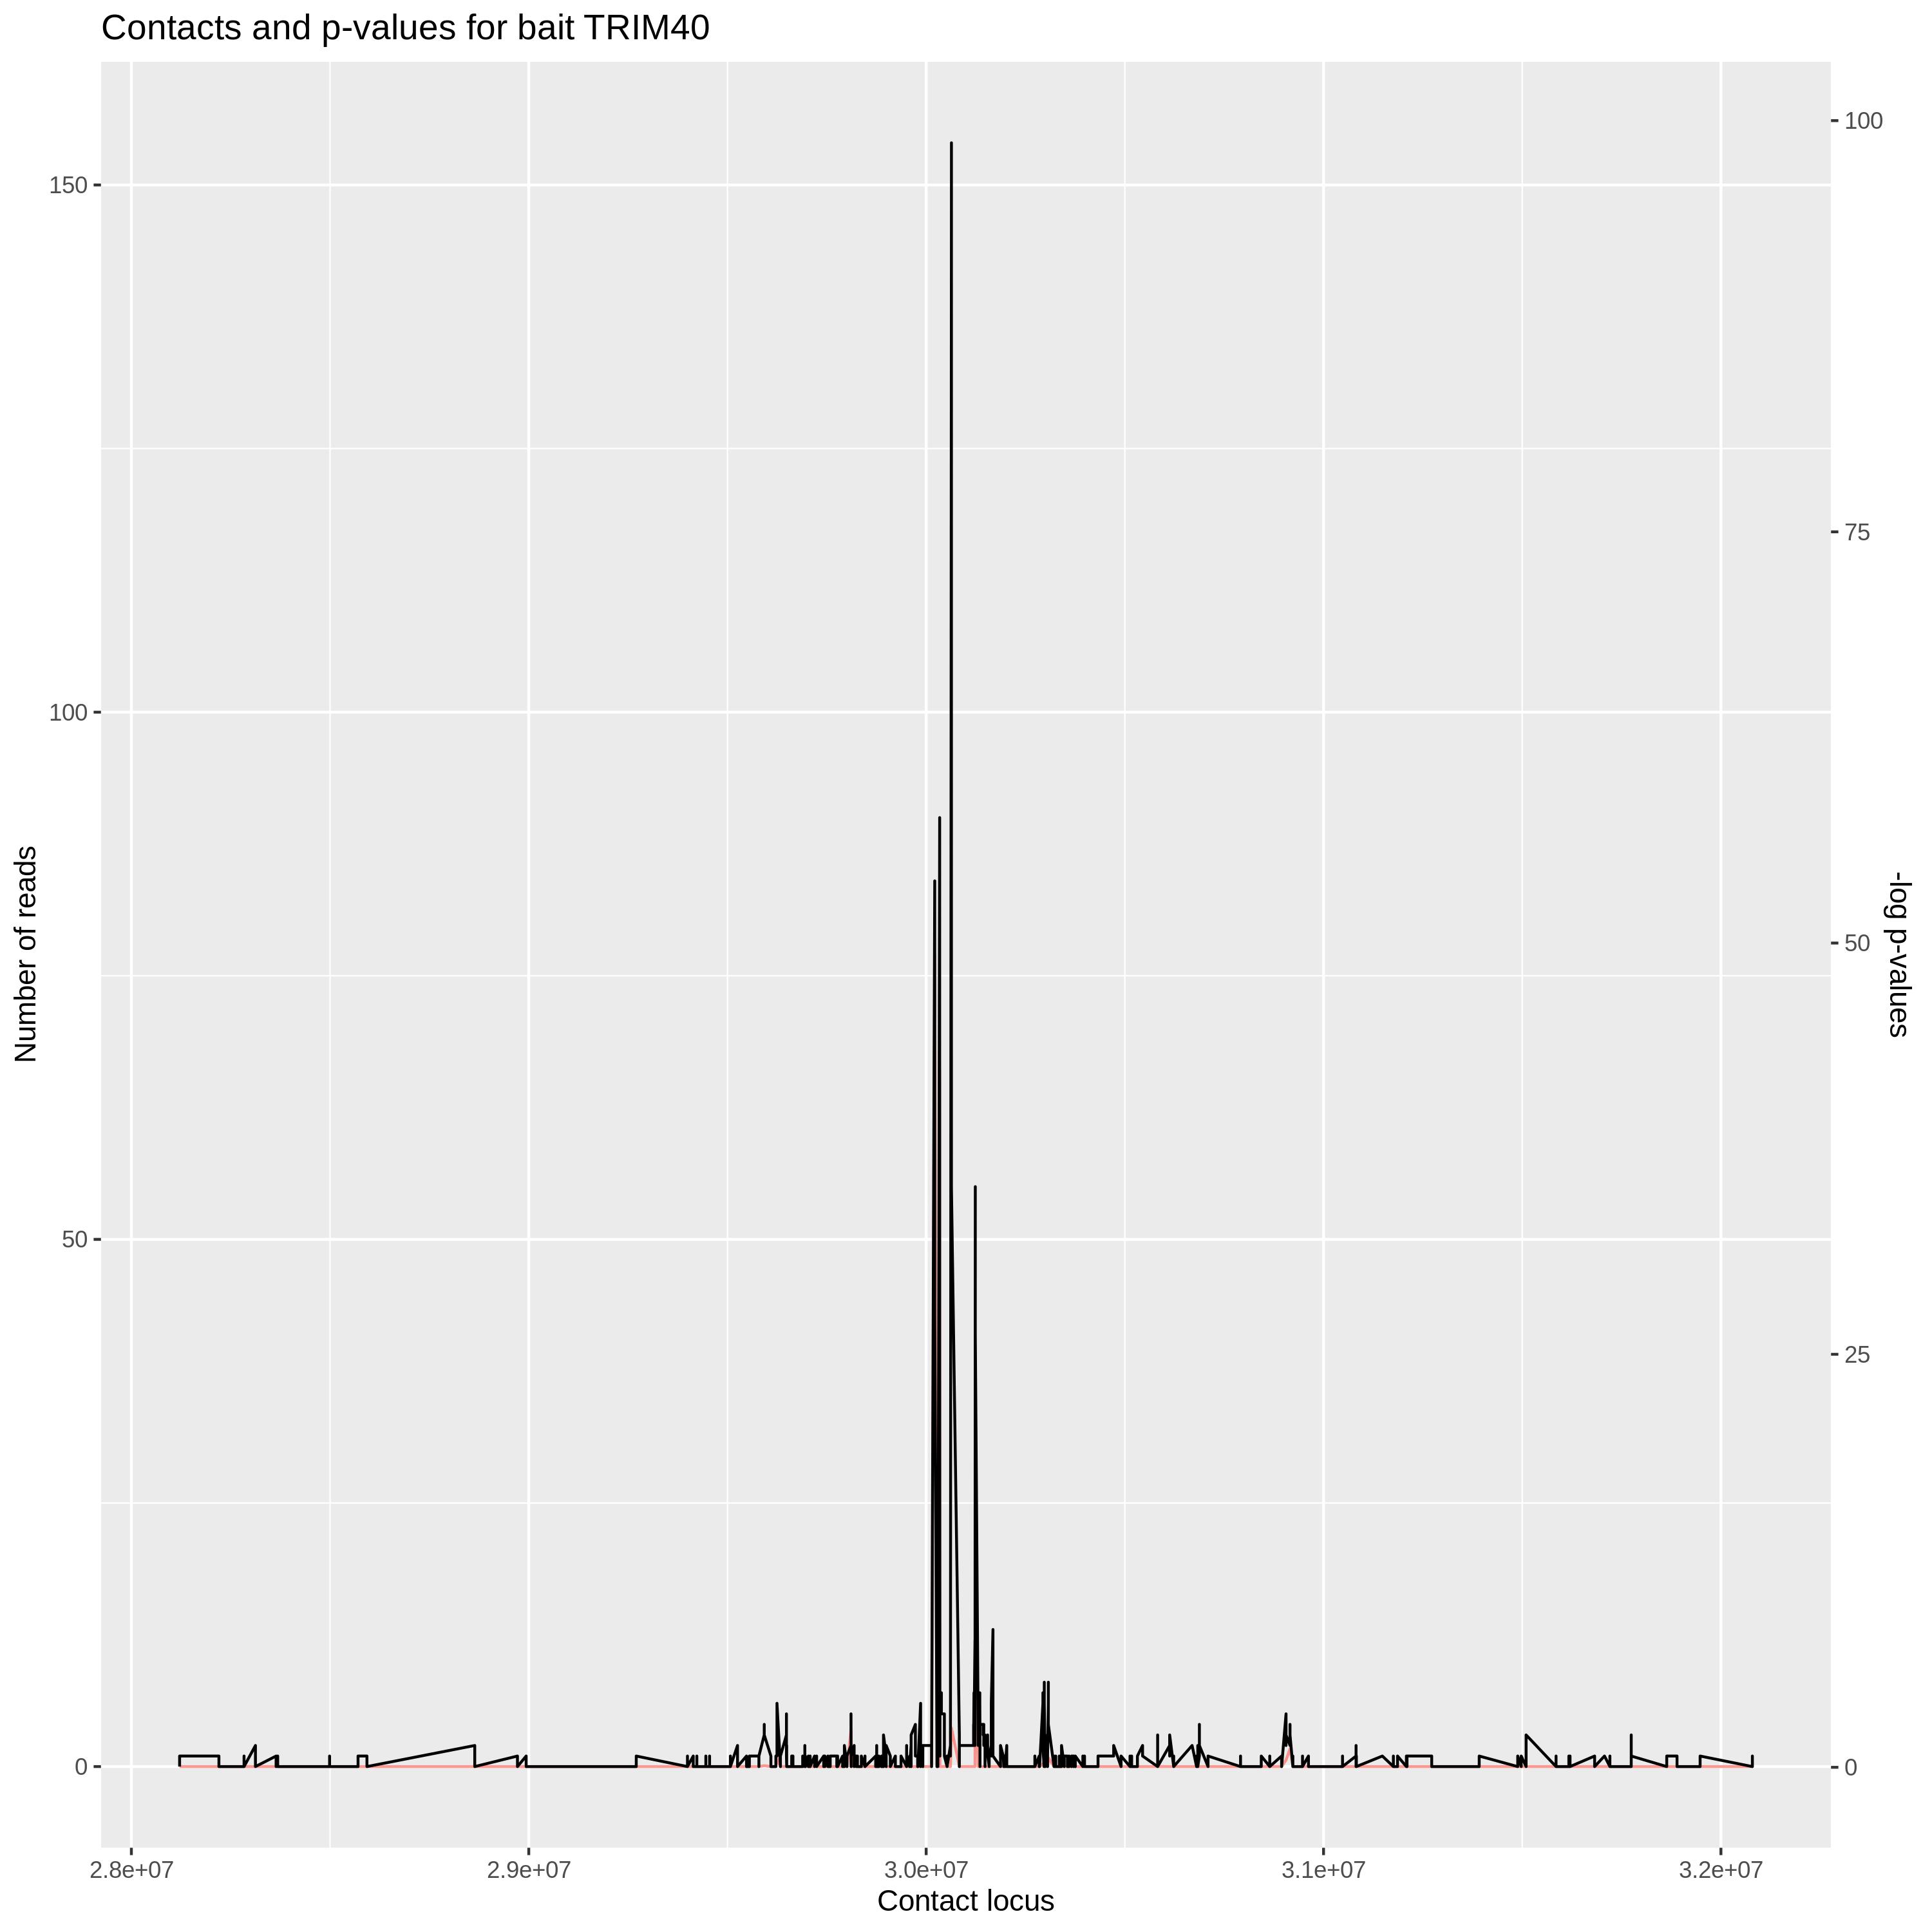 Contacts and p-values for bait TRIM40
150
100
50
0
Number of reads
100
75
50
25
0
-log p-values
2.8e+07
2.9e+07
3.0e+07
3.1e+07
3.2e+07
Contact locus